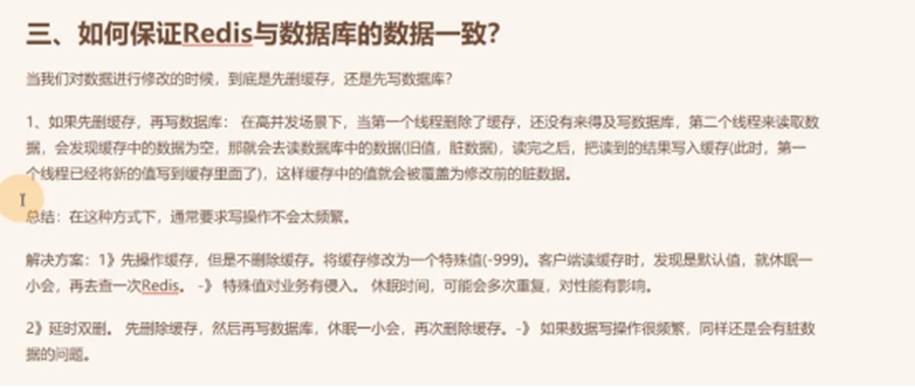 三、如何保证Redis与数据库的数据一致？
当我们对数据进行修改的时候，到底是先删缓存，还是先写数据库？
1、如果先删缓存，再写数据库： 在高并发场景下，当第一个线程删除了缓存，还没有来得及写数据库，第二个线程来读取数
据，会发现缓存中的数据为空，那就会去读数据库中的数据(旧值，脏数据)，读完之后，把读到的结果写入缓存(此时，第一
个线程已经将新的值写到缓存里面了)，这样缓存中的值就会被覆盖为修改前的脏数据。
总结：在这种方式下，通常要求写操作不会太频繁。
解决方案：1》先操作缓存，但是不删除缓存。将缓存修改为一个特殊值(-999)。客户端读缓存时，发现是默认值，就休眠一
小会，再去查一次Redis。 -》 特殊值对业务有侵入。 休眠时间，可能会多次重复，对性能有影响。
2》延时双删。 先删除缓存，然后再写数据库，休眠一小会，再次删除缓存。-》 如果数据写操作很频繁，同样还是会有脏数
据的问题。